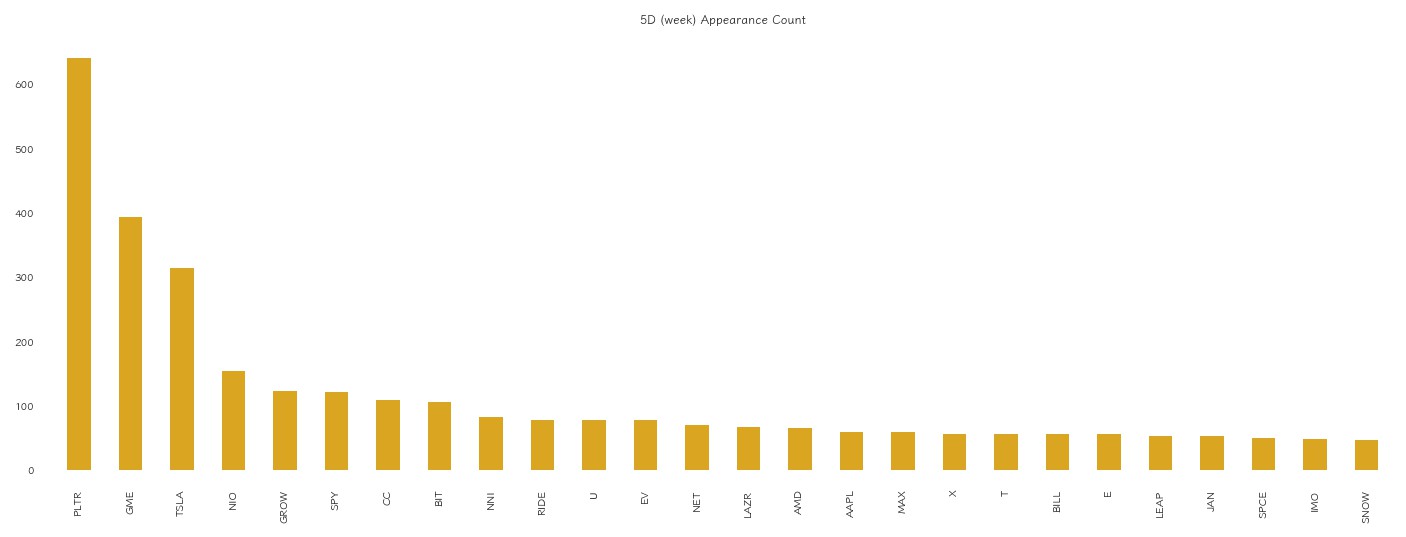 5D (week) Appearance Count
600
500
400
300
200
100
0
PLTR
GME
TSLA
NIO
GROW
SPY
CC
BIT
NNI
RIDE
U
EV
NET
LAZR
AMD
AAPL
MAX
X
T
BILL
E
LEAP
JAN
SPCE
IMO
SNOW